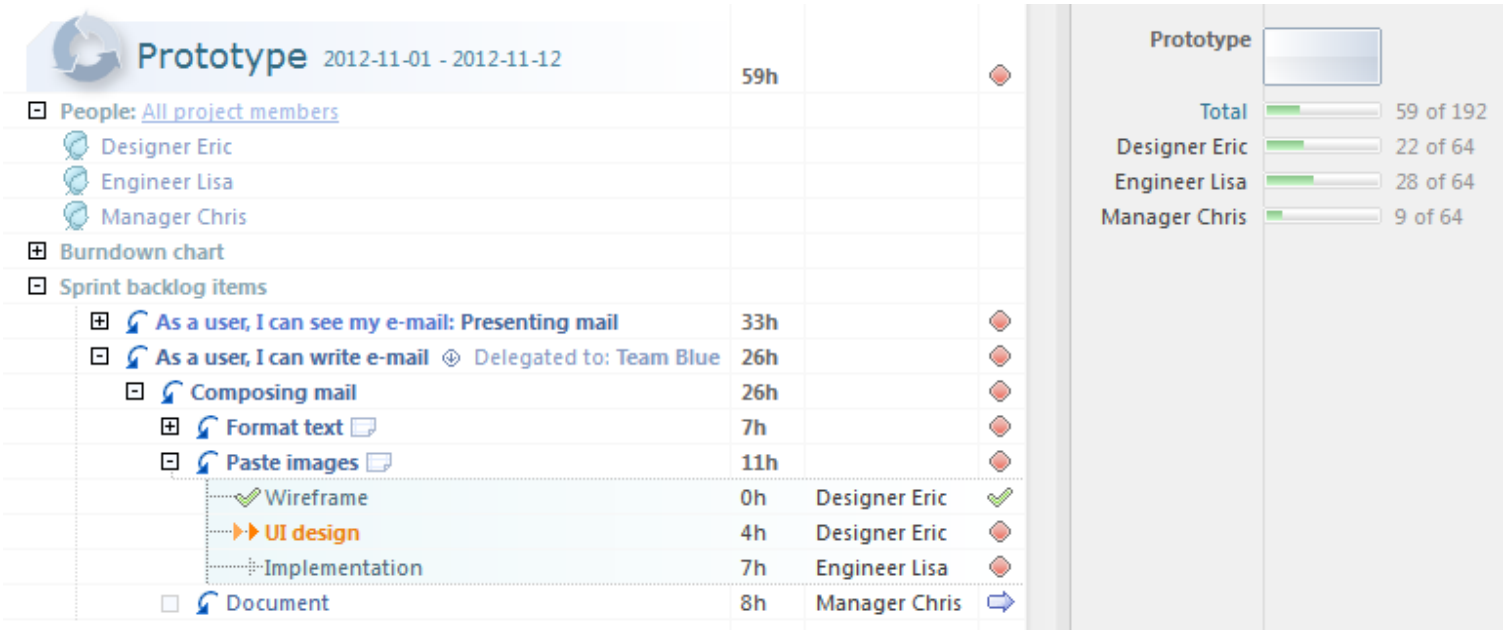 Prototype 2012-11-01 - 2012-11-12 59h
People: All project members
Designer Eric
Engineer Lisa
Manager Chris
Burndown chart
Sprint backlog items
As a user, I can see my e-mail: Presenting mail 33h
As a user, I can write e-mail Delegated to: Team Blue 26h
Composing mail 26h
Format text 7h
Paste images 11h
Wireframe 0h Designer Eric
UI design 4h Designer Eric
Implementation 7h Engineer Lisa
Document 8h Manager Chris
Prototype
Total 59 of 192
Designer Eric 22 of 64
Engineer Lisa 28 of 64
Manager Chris 9 of 64